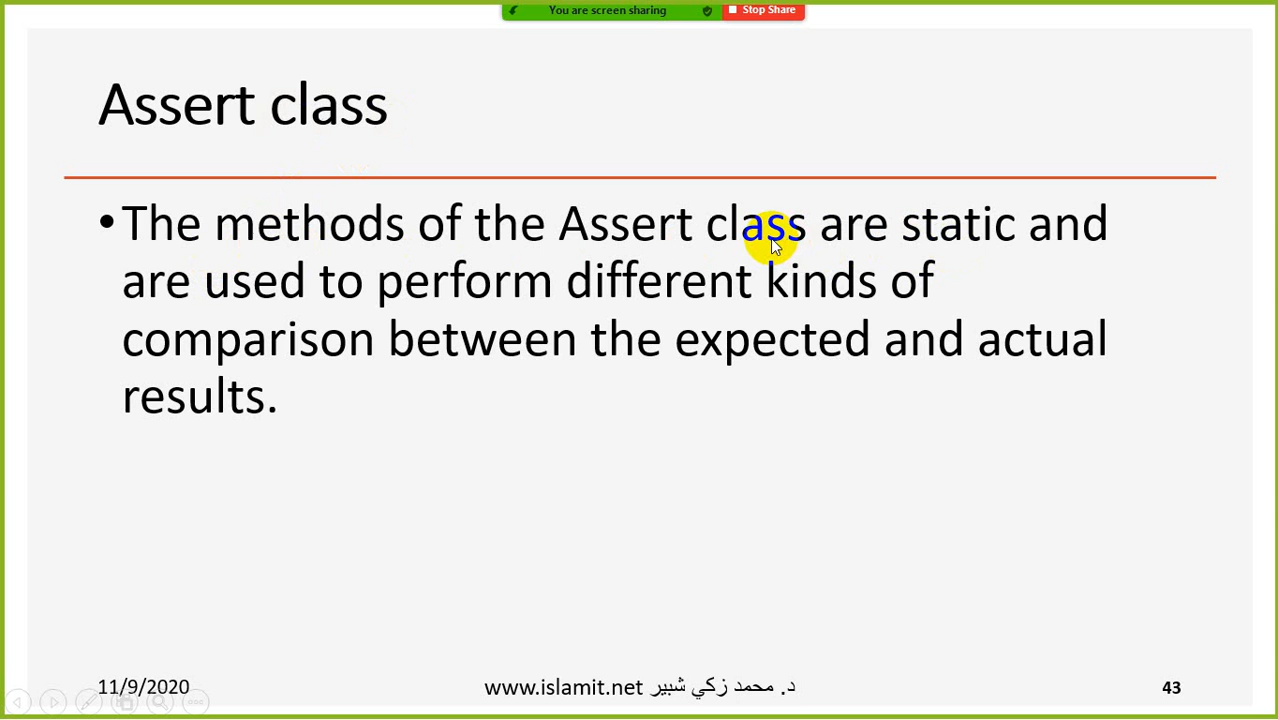 You are screen sharing Stop Share
Assert class
• The methods of the Assert class are static and
are used to perform different kinds of
comparison between the expected and actual
results.
11/9/2020 www.islamit.net د. محمد زكي شبير 43